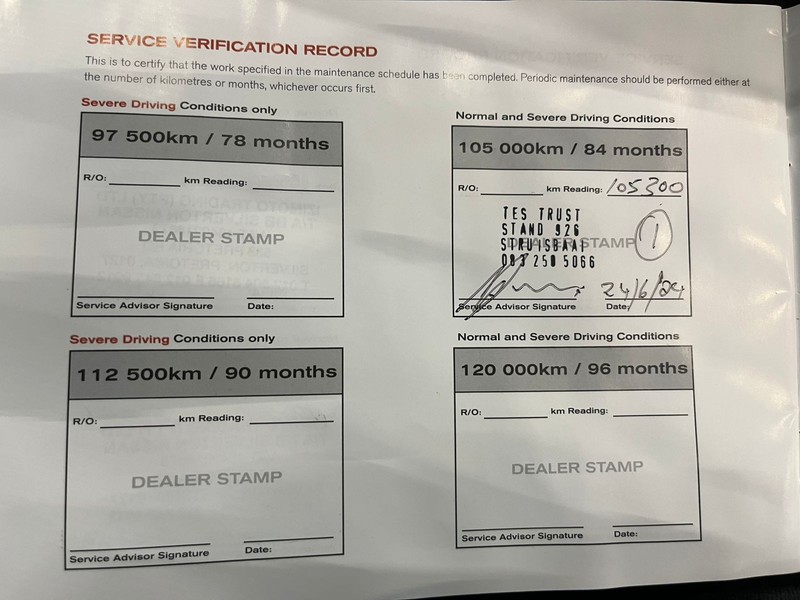 SERVICE VERIFICATION RECORD
This is to certify that the work specified in the maintenance schedule has been completed. Periodic maintenance should be performed either at
the number of kilometres or months, whichever occurs first.
Severe Driving Conditions only
97 500km / 78 months
R/O: km Reading:
DEALER STAMP
Service Advisor Signature Date:
Normal and Severe Driving Conditions
105 000km / 84 months
R/O: km Reading: 105300
TES TRUST
STAND 926
STRUISBAAI
DEALER STAMP 1
083 250 5066
24/6/24
Service Advisor Signature Date:
Severe Driving Conditions only
112 500km / 90 months
R/O: km Reading:
DEALER STAMP
Service Advisor Signature Date:
Normal and Severe Driving Conditions
120 000km / 96 months
R/O: km Reading:
DEALER STAMP
Service Advisor Signature Date: